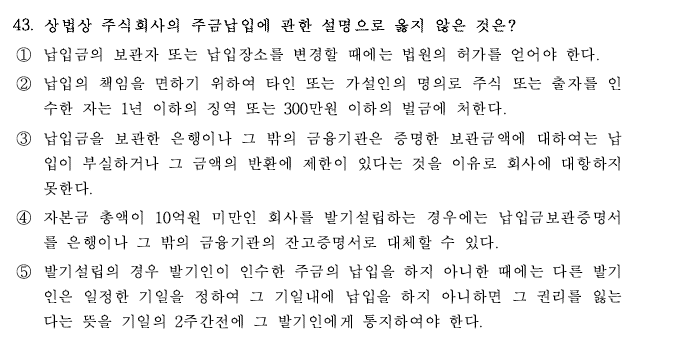 43. 상법상 주식회사의 주금납입에 관한 설명으로 옳지 않은 것은?
① 납입금의 보관자 또는 납입장소를 변경할 때에는 법원의 허가를 얻어야 한다.
② 납입의 책임을 면하기 위하여 타인 또는 가설인의 명의로 주식 또는 출자를 인
수한 자는 1년 이하의 징역 또는 300만원 이하의 벌금에 처한다.
③ 납입금을 보관한 은행이나 그 밖의 금융기관은 증명한 보관금액에 대하여는 납
입이 부실하거나 그 금액의 반환에 제한이 있다는 것을 이유로 회사에 대항하지
못한다.
④ 자본금 총액이 10억원 미만인 회사를 발기설립하는 경우에는 납입금보관증명서
를 은행이나 그 밖의 금융기관의 잔고증명서로 대체할 수 있다.
⑤ 발기설립의 경우 발기인이 인수한 주금의 납입을 하지 아니한 때에는 다른 발기
인은 일정한 기일을 정하여 그 기일내에 납입을 하지 아니하면 그 권리를 잃는
다는 뜻을 기일의 2주간전에 그 발기인에게 통지하여야 한다.